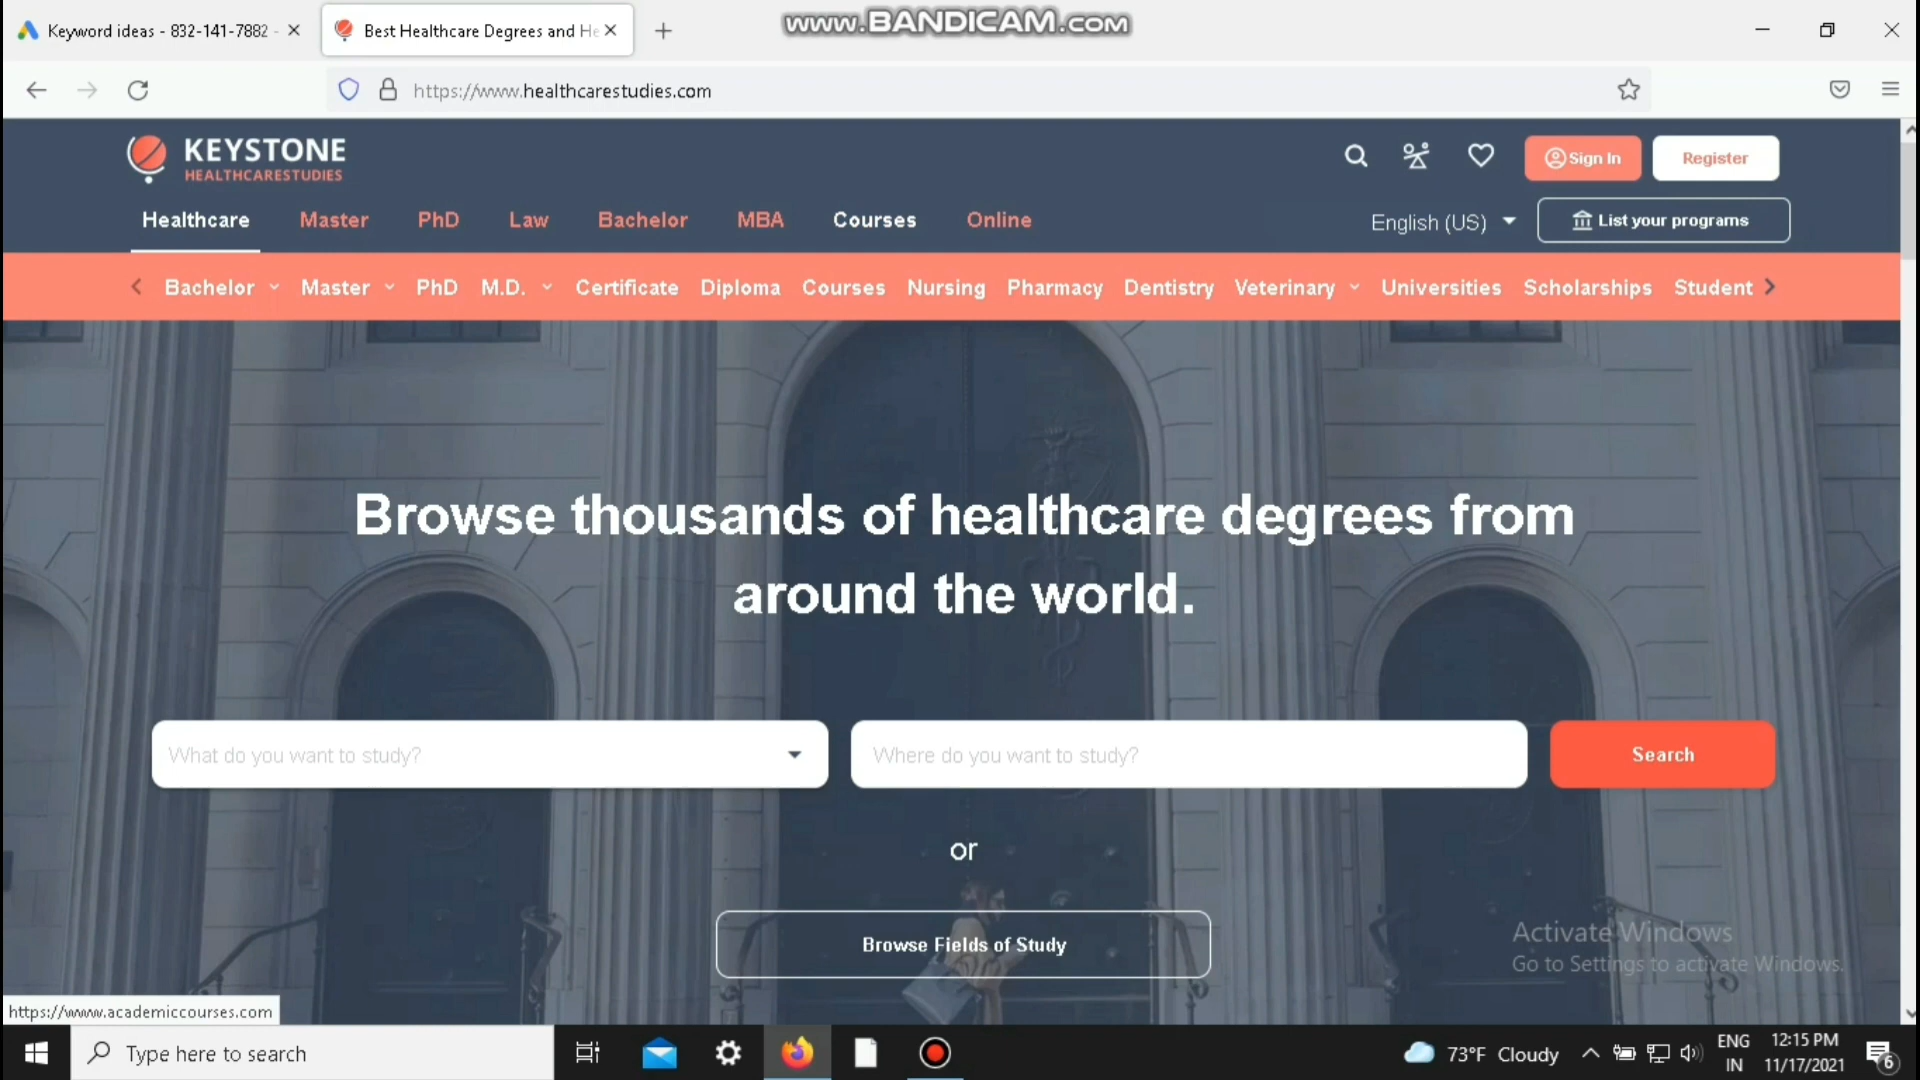 Keyword ideas - 832-141-7882 -
Best Healthcare Degrees and He
www.BANDICAM.com
https://www.healthcarestudies.com
KEYSTONE
HEALTHCARESTUDIES
Sign In
Register
Healthcare Master PhD Law Bachelor MBA Courses Online
English (US)
List your programs
Bachelor Master PhD M.D. Certificate Diploma Courses Nursing Pharmacy Dentistry Veterinary Universities Scholarships Student
Browse thousands of healthcare degrees from
around the world.
What do you want to study?
Where do you want to study?
Search
or
Browse Fields of Study
Activate Windows
Go to Settings to activate Windows.
https://www.academiccourses.com
Type here to search
73°F Cloudy
ENG
IN
12:15 PM
11/17/2021
6